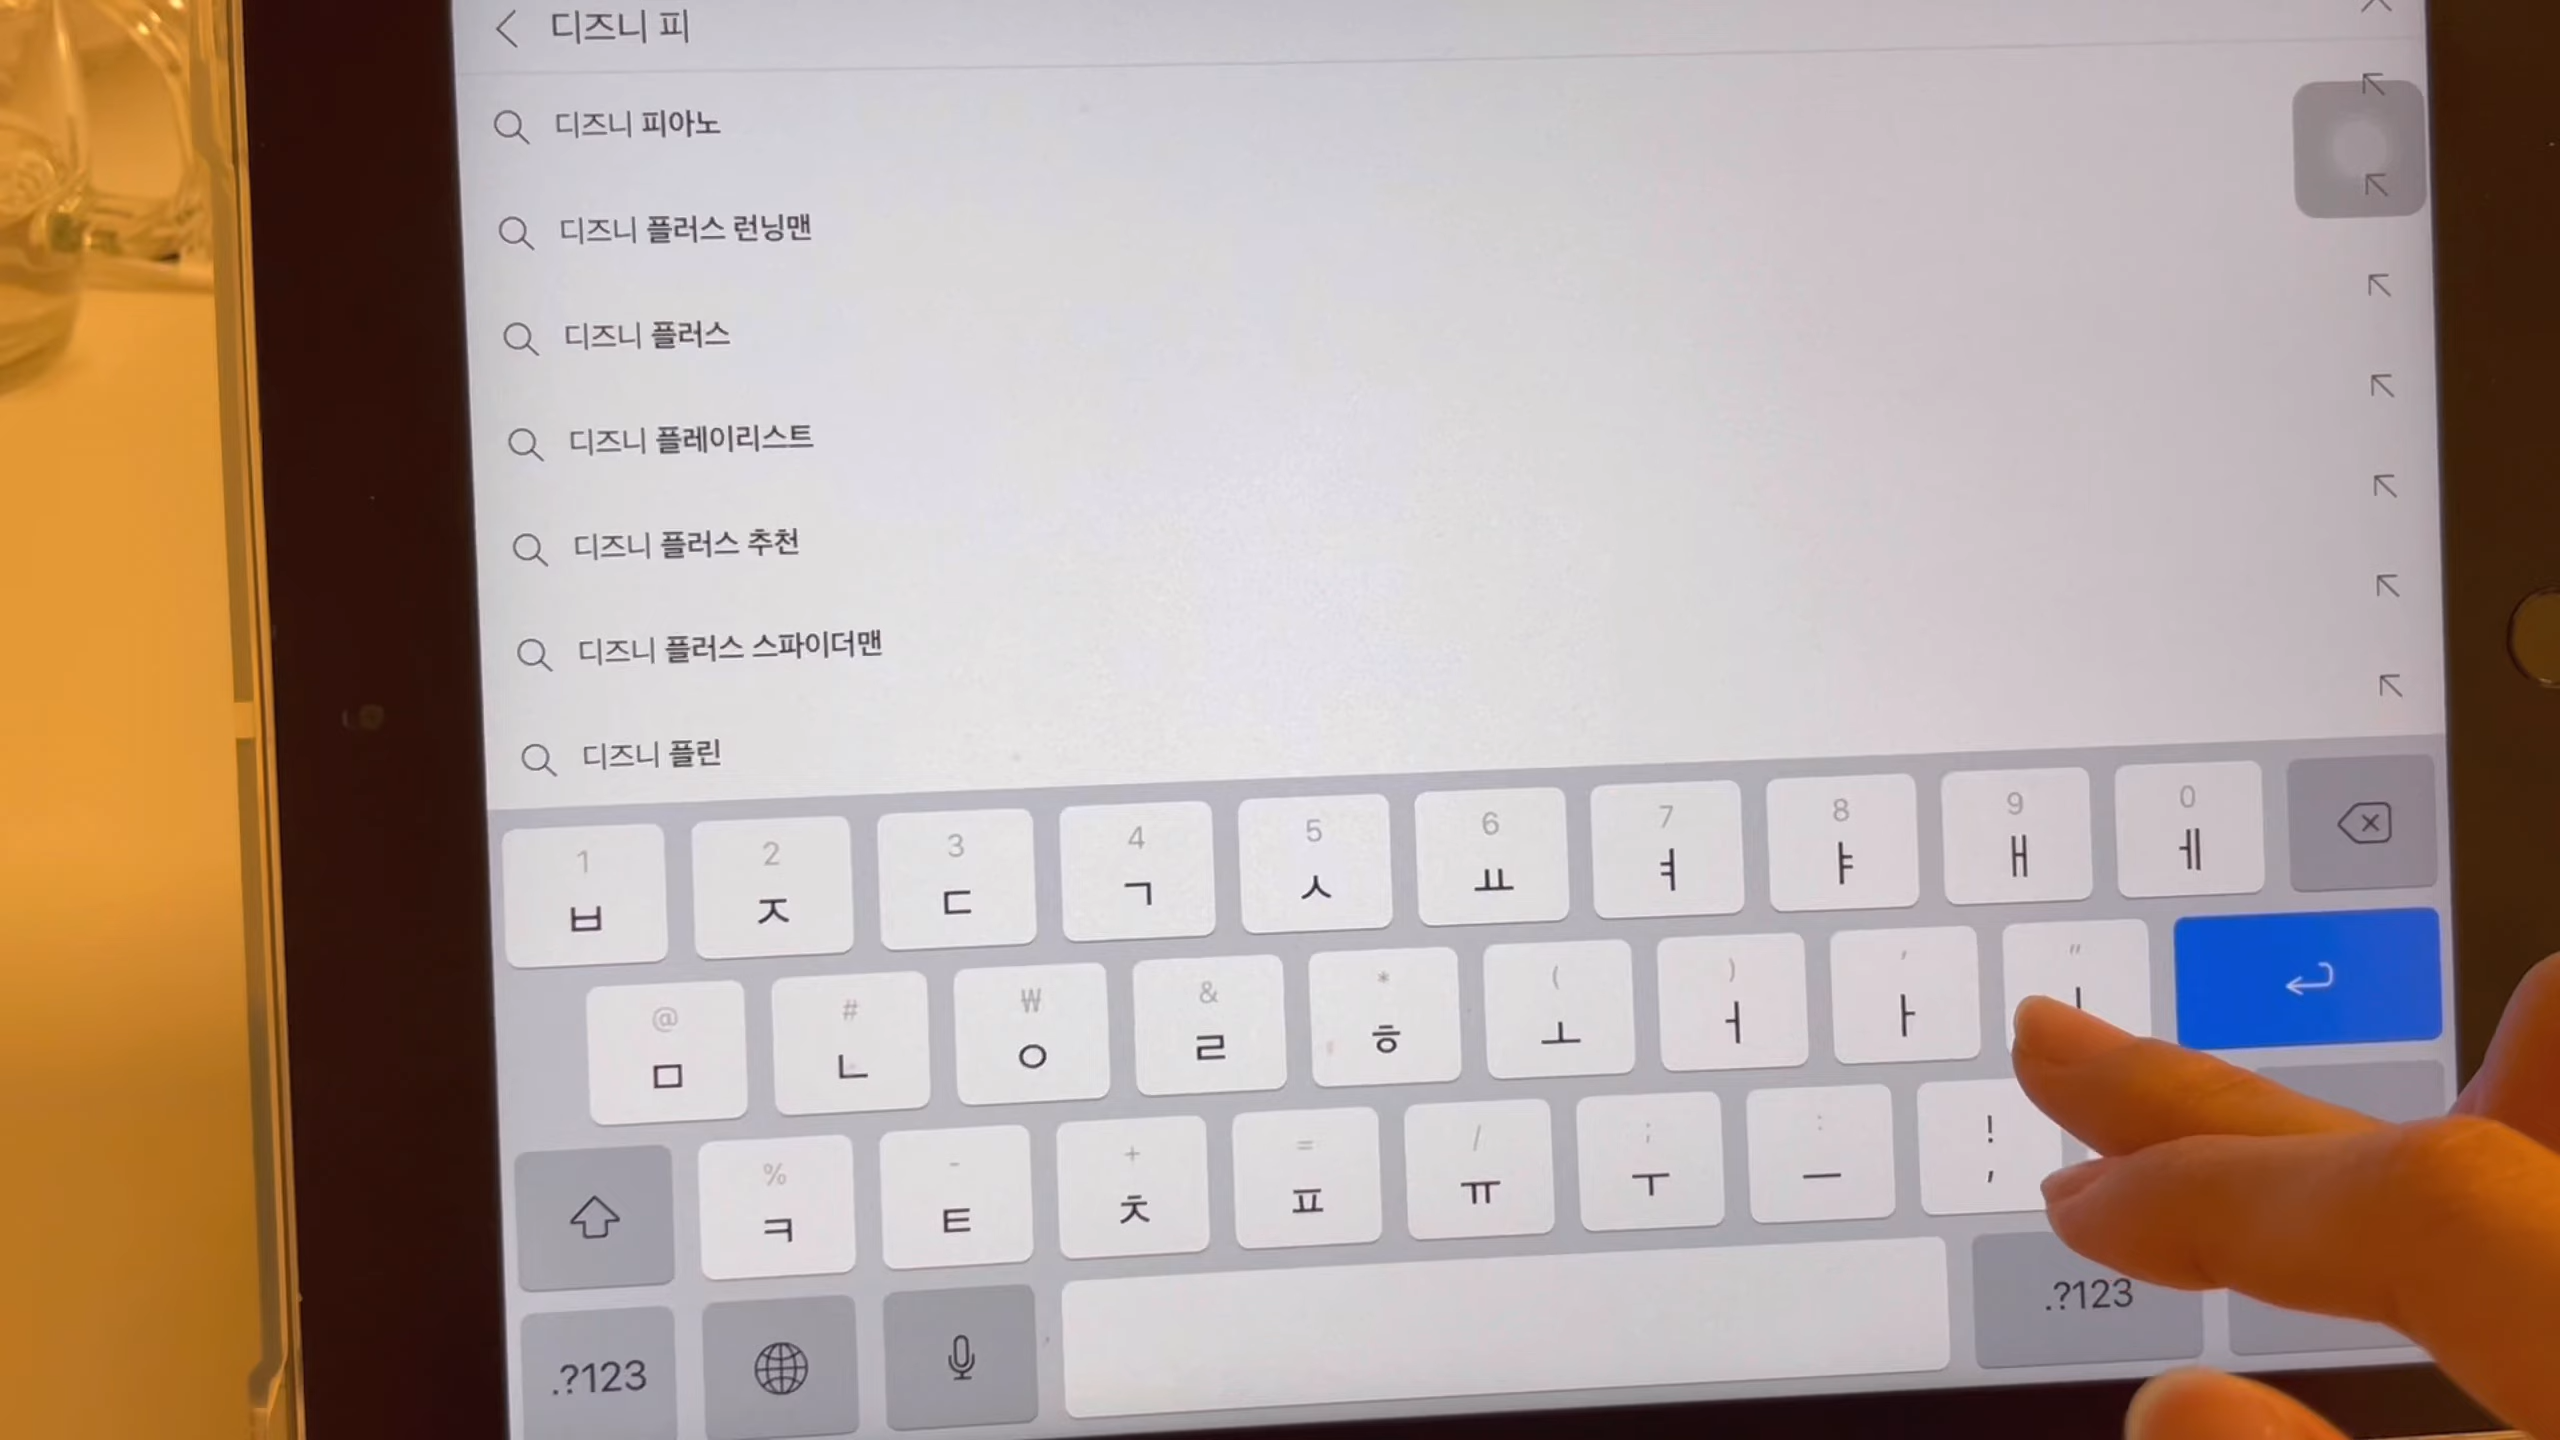 디즈니 피
디즈니 피아노
디즈니 플러스 런닝맨
디즈니 플러스
디즈니 플레이리스트
디즈니 플러스 추천
디즈니 플러스 스파이더맨
디즈니 플린
1 2 3 4 5 6 7 8 9 0
ㅂ ㅈ ㄷ ㄱ ㅅ ㅛ ㅕ ㅑ ㅐ ㅔ
@ # ₩ & * ( ) ' "
ㅁ ㄴ ㅇ ㄹ ㅎ ㅗ ㅓ ㅏ ㅣ
% - + = / ; : !
ㅋ ㅌ ㅊ ㅍ ㅠ ㅜ ㅡ ,
.?123 .?123